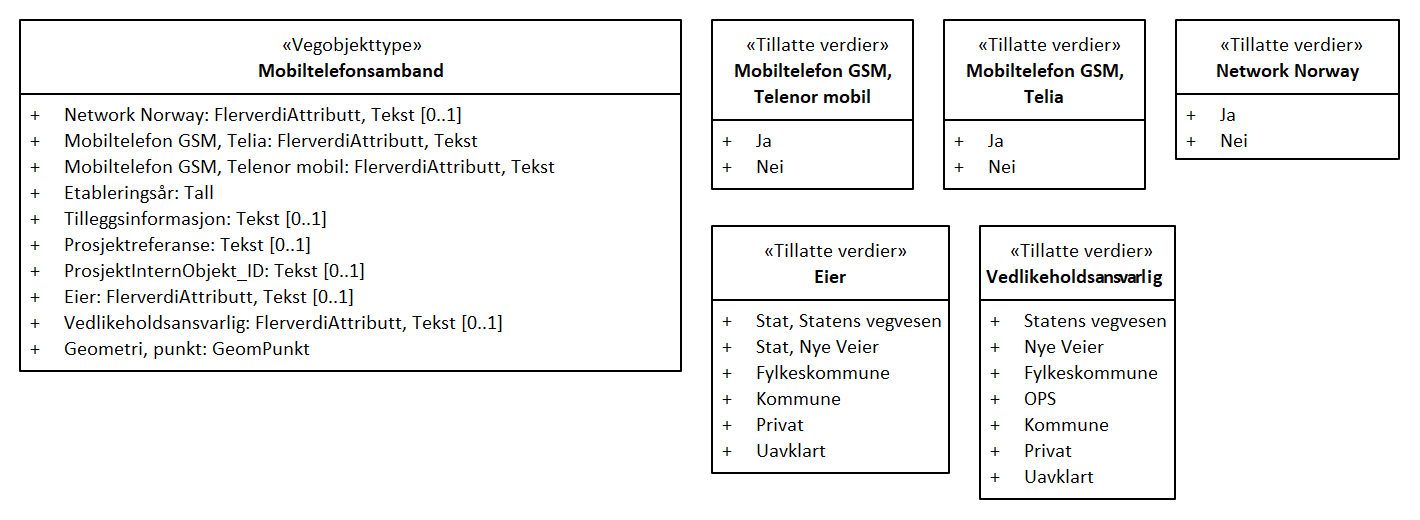 «Vegobjekttype»
Mobiltelefonsamband
+ Network Norway: FlerverdiAttributt, Tekst [0..1]
+ Mobiltelefon GSM, Telia: FlerverdiAttributt, Tekst
+ Mobiltelefon GSM, Telenor mobil: FlerverdiAttributt, Tekst
+ Etableringsår: Tall
+ Tilleggsinformasjon: Tekst [0..1]
+ Prosjektreferanse: Tekst [0..1]
+ ProsjektInternObjekt_ID: Tekst [0..1]
+ Eier: FlerverdiAttributt, Tekst [0..1]
+ Vedlikeholdsansvarlig: FlerverdiAttributt, Tekst [0..1]
+ Geometri, punkt: GeomPunkt
«Tillatte verdier»
Mobiltelefon GSM,
Telenor mobil
+ Ja
+ Nei
«Tillatte verdier»
Mobiltelefon GSM,
Telia
+ Ja
+ Nei
«Tillatte verdier»
Network Norway
+ Ja
+ Nei
«Tillatte verdier»
Eier
+ Stat, Statens vegvesen
+ Stat, Nye Veier
+ Fylkeskommune
+ Kommune
+ Privat
+ Uavklart
«Tillatte verdier»
Vedlikeholdsansvarlig
+ Statens vegvesen
+ Nye Veier
+ Fylkeskommune
+ OPS
+ Kommune
+ Privat
+ Uavklart